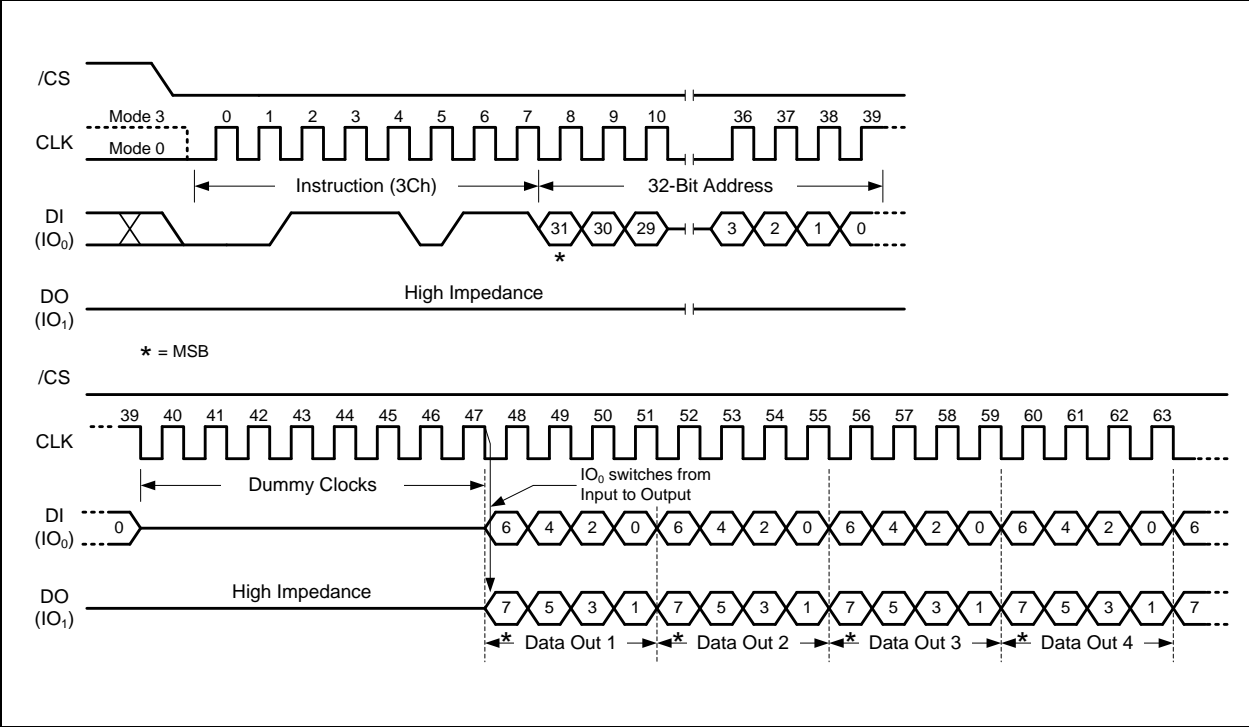 /CS
Mode 3 0 1 2 3 4 5 6 7 8 9 10 36 37 38 39
CLK
Mode 0
Instruction (3Ch) 32-Bit Address
DI
(IO0) 31 30 29 3 2 1 0
*
High Impedance
DO
(IO1)
* = MSB
/CS
39 40 41 42 43 44 45 46 47 48 49 50 51 52 53 54 55 56 57 58 59 60 61 62 63
CLK
Dummy Clocks
IO0 switches from
Input to Output
DI
(IO0) 0 6 4 2 0 6 4 2 0 6 4 2 0 6 4 2 0 6
High Impedance
DO
(IO1) 7 5 3 1 7 5 3 1 7 5 3 1 7 5 3 1 7
* Data Out 1 * Data Out 2 * Data Out 3 * Data Out 4